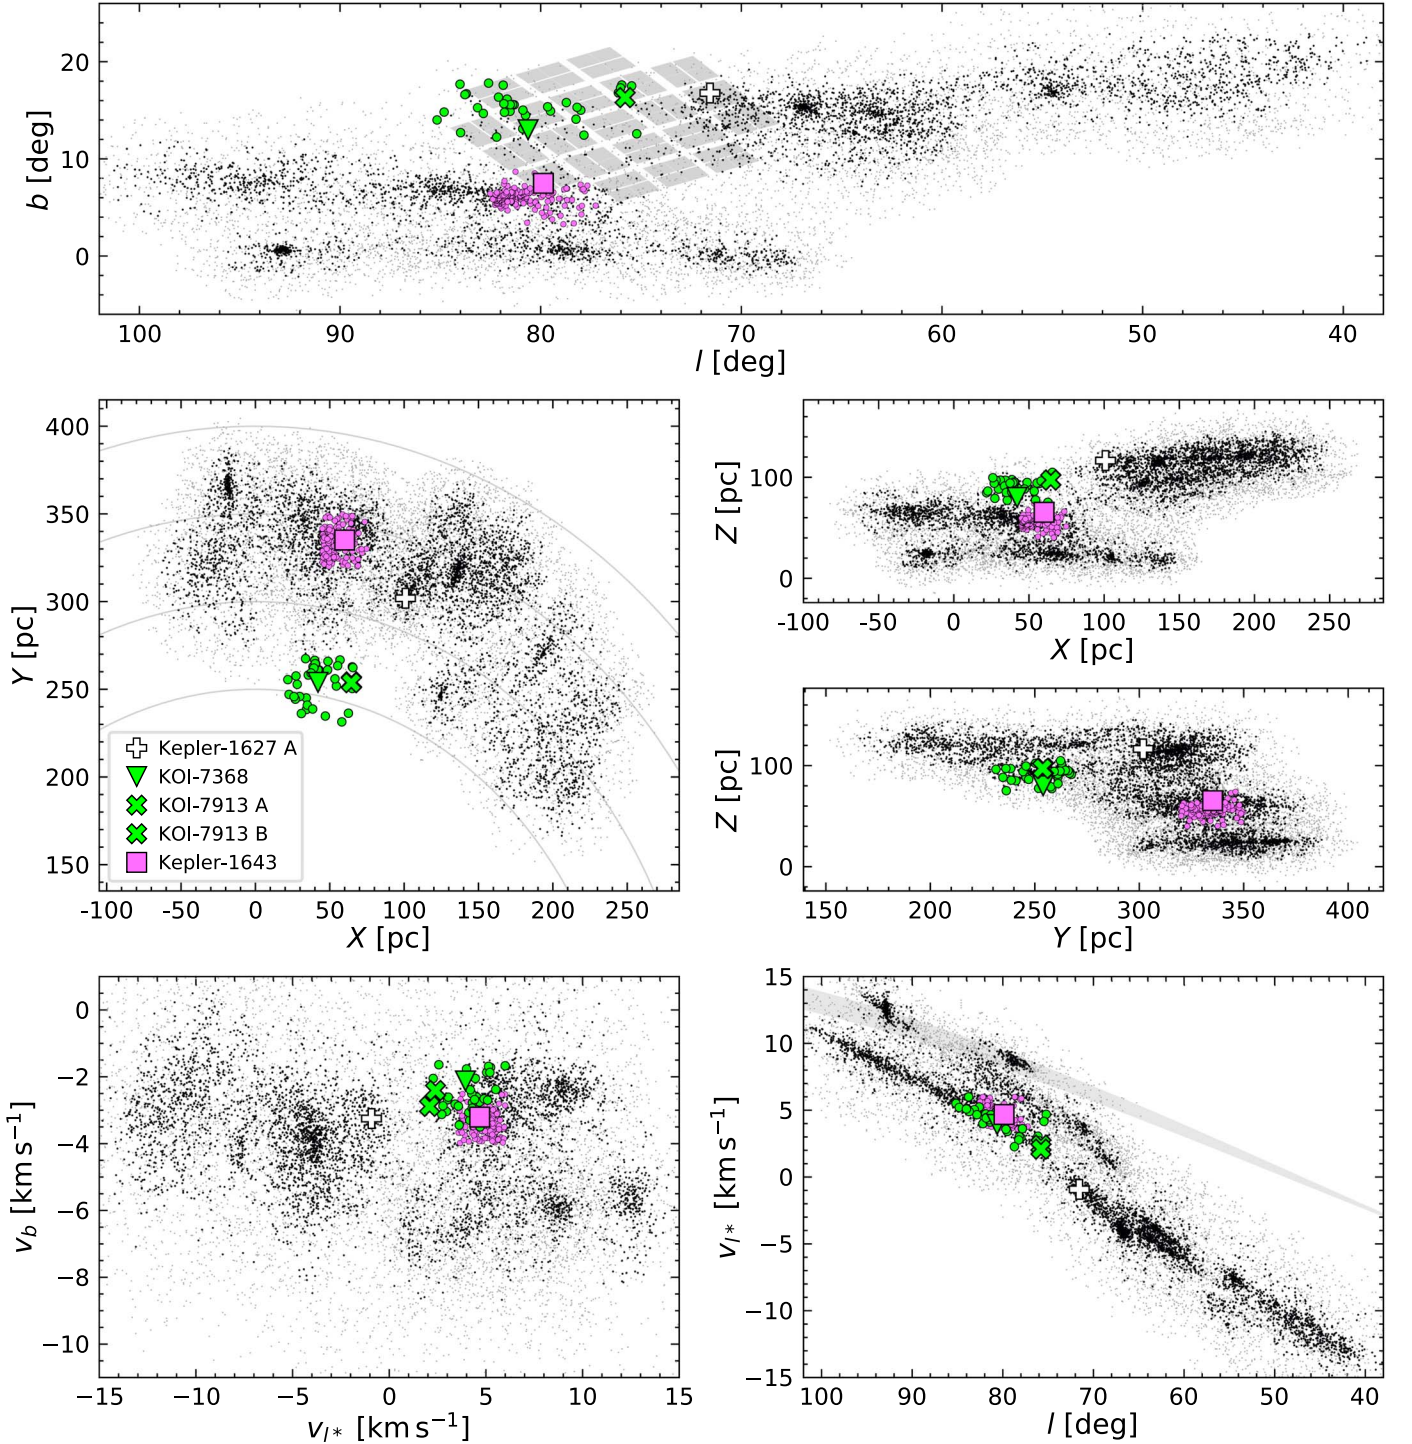 20
10
0
b [deg]
100 90 80 70 60 50 40
l [deg]
400
350
300
250
200
150
Y [pc]
Kepler-1627 A
KOI-7368
KOI-7913 A
KOI-7913 B
Kepler-1643
-100 -50 0 50 100 150 200 250
X [pc]
100
0
Z [pc]
-100 -50 0 50 100 150 200 250
X [pc]
100
0
Z [pc]
150 200 250 300 350 400
Y [pc]
0
−2
−4
−6
−8
−10
v_b [km s⁻¹]
−15 −10 −5 0 5 10 15
v_{l*} [km s⁻¹]
15
10
5
0
−5
−10
−15
v_{l*} [km s⁻¹]
100 90 80 70 60 50 40
l [deg]